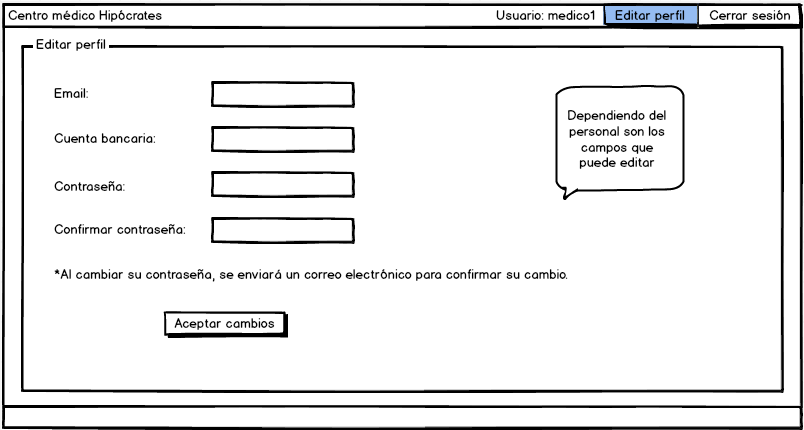 Centro médico Hipócrates Usuario: medico1 Editar perfil Cerrar sesión
Editar perfil
Email:
Cuenta bancaria:
Contraseña:
Confirmar contraseña:
*Al cambiar su contraseña, se enviará un correo electrónico para confirmar su cambio.
Aceptar cambios
Dependiendo del
personal son los
campos que
puede editar